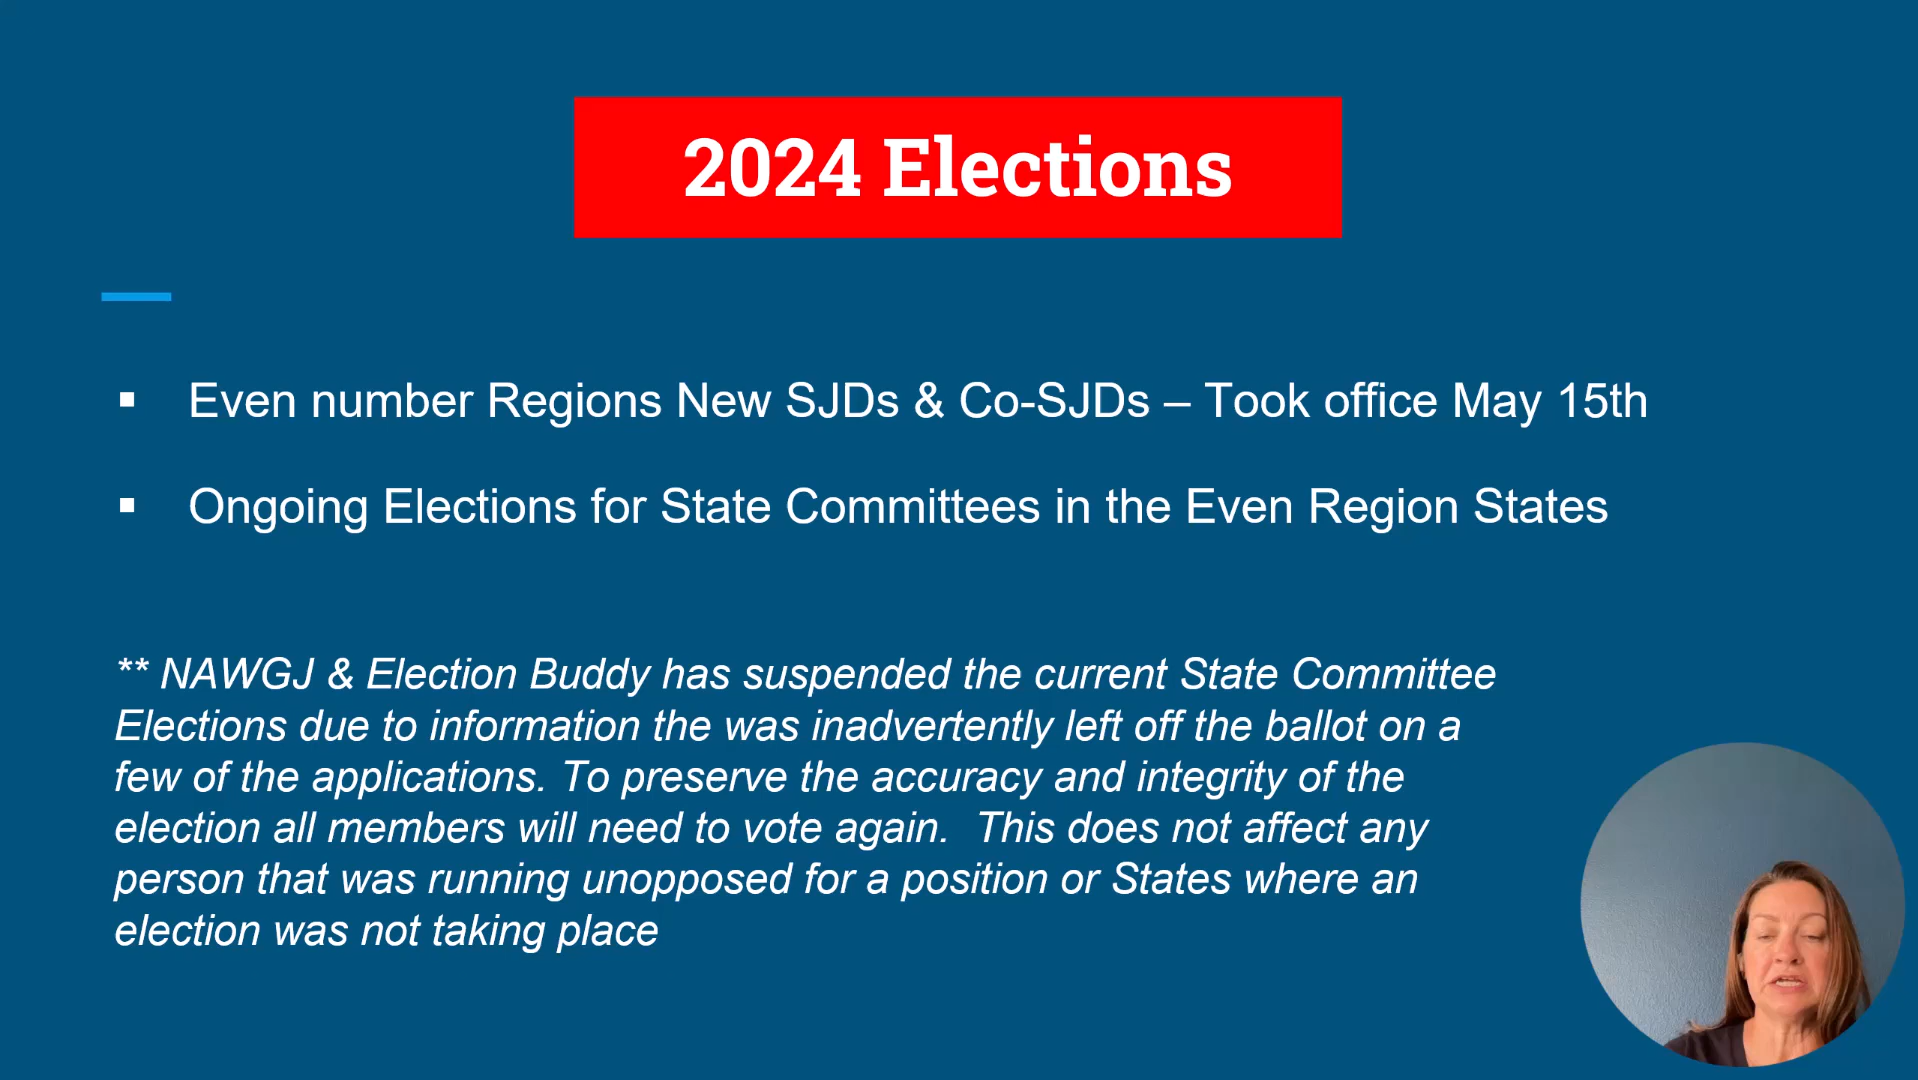 2024 Elections
▪ Even number Regions New SJDs & Co-SJDs – Took office May 15th
▪ Ongoing Elections for State Committees in the Even Region States
** NAWGJ & Election Buddy has suspended the current State Committee
Elections due to information the was inadvertently left off the ballot on a
few of the applications. To preserve the accuracy and integrity of the
election all members will need to vote again.  This does not affect any
person that was running unopposed for a position or States where an
election was not taking place